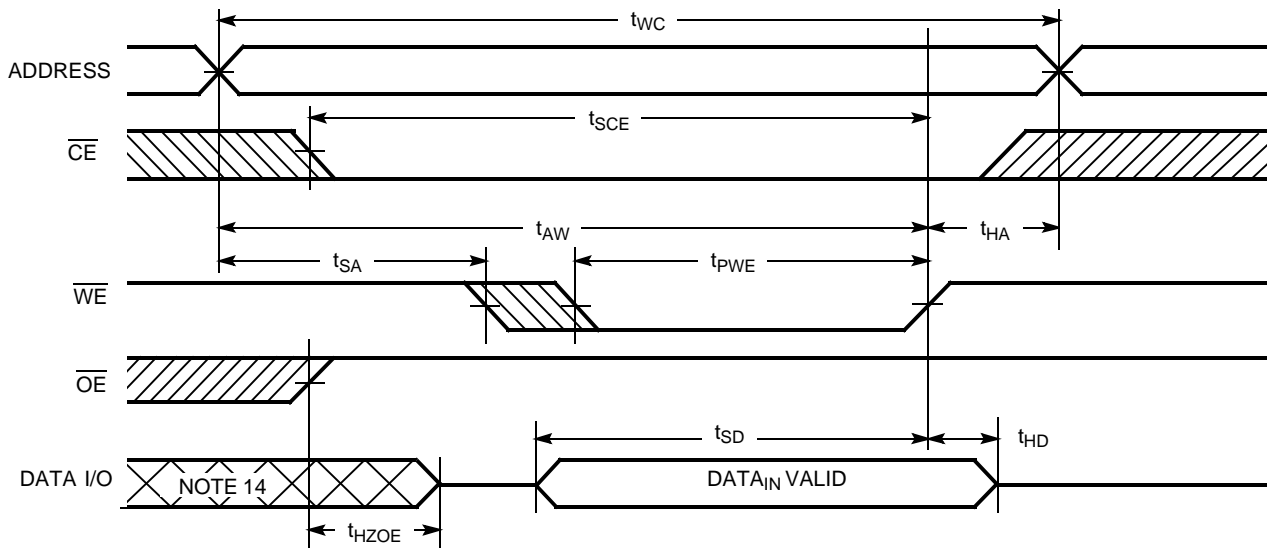 tWC
ADDRESS
tSCE
CE
tAW
tHA
tSA
tPWE
WE
OE
tSD
tHD
DATA I/O
NOTE 14
DATAIN VALID
tHZOE